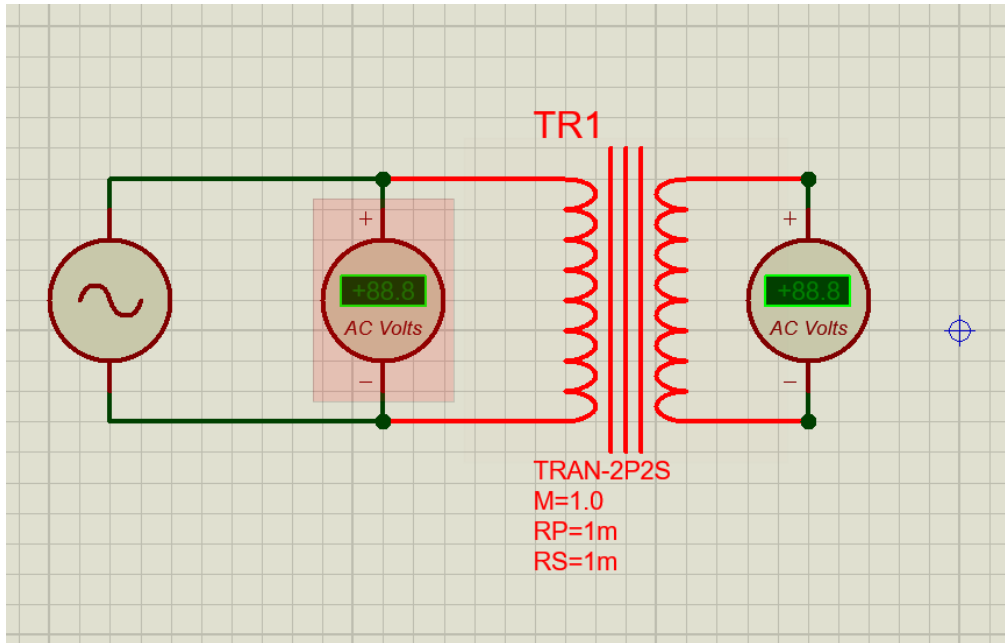 TR1
+
+88.8
AC Volts
−
+
+88.8
AC Volts
−
TRAN-2P2S
M=1.0
RP=1m
RS=1m